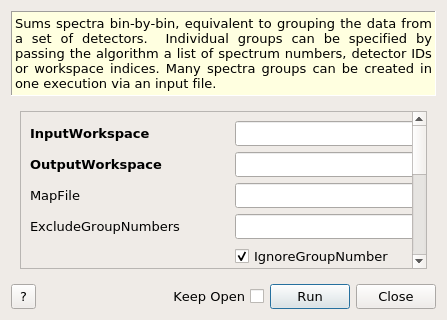 Sums spectra bin-by-bin, equivalent to grouping the data from
a set of detectors. Individual groups can be specified by
passing the algorithm a list of spectrum numbers, detector IDs
or workspace indices. Many spectra groups can be created in
one execution via an input file.
InputWorkspace
OutputWorkspace
MapFile
ExcludeGroupNumbers
IgnoreGroupNumber
? Keep Open Run Close